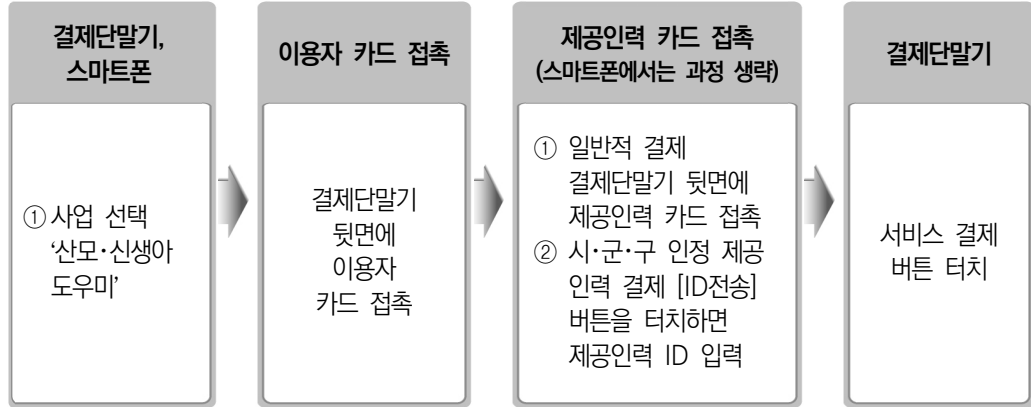 결제단말기,
스마트폰
① 사업 선택
‘산모·신생아
도우미’
이용자 카드 접촉
결제단말기
뒷면에
이용자
카드 접촉
제공인력 카드 접촉
(스마트폰에서는 과정 생략)
① 일반적 결제
결제단말기 뒷면에
제공인력 카드 접촉
② 시·군·구 인정 제공
인력 결제 [ID전송]
버튼을 터치하면
제공인력 ID 입력
결제단말기
서비스 결제
버튼 터치